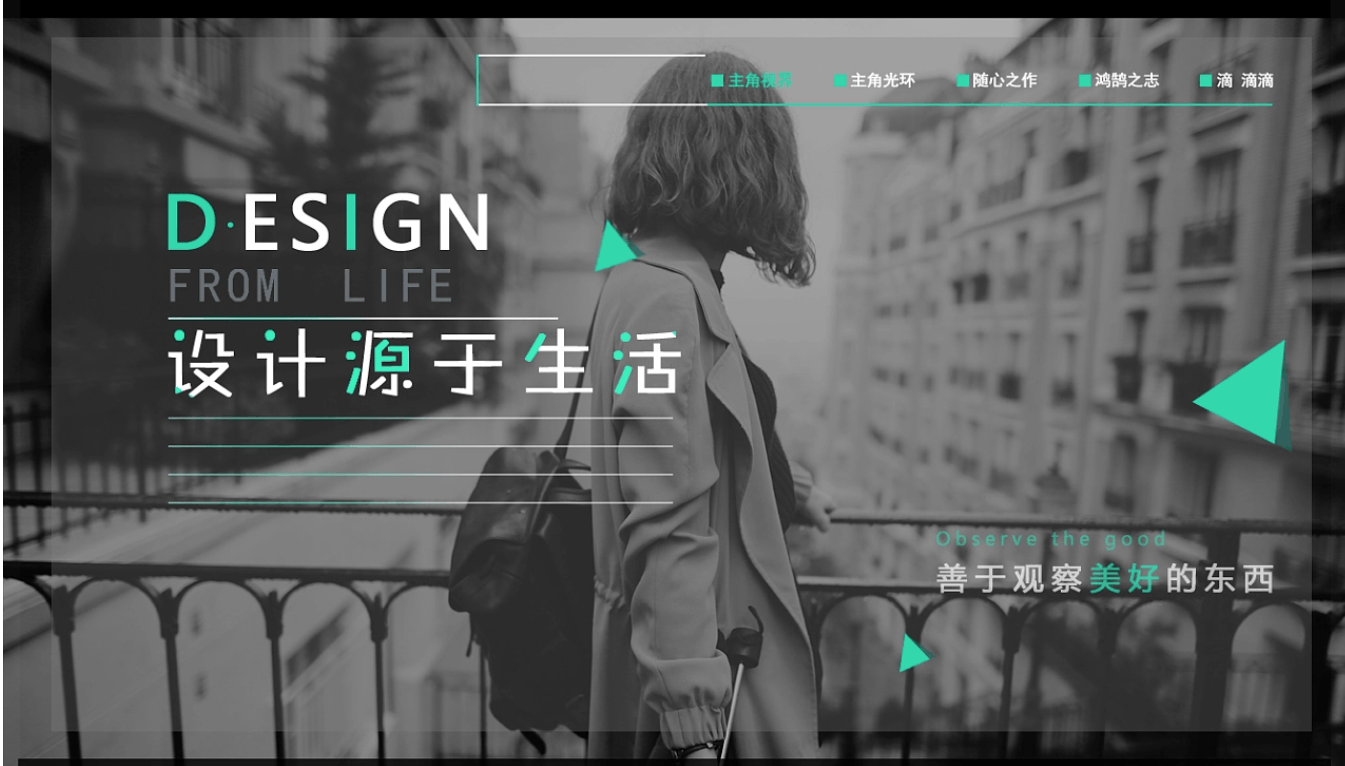 主角视界 主角光环 随心之作 鸿鹄之志 滴 滴滴
D·ESIGN
FROM LIFE
设计源于生活
Observe the good
善于观察美好的东西